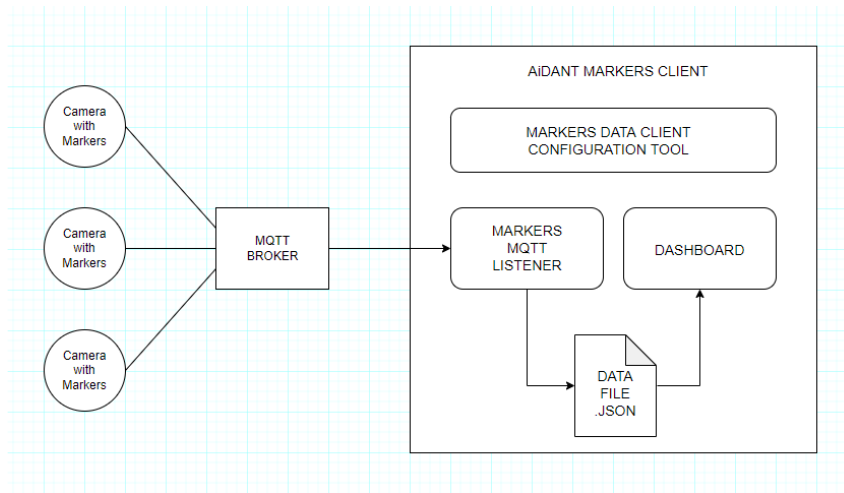 AiDANT MARKERS CLIENT
Camera
with
Markers
MARKERS DATA CLIENT
CONFIGURATION TOOL
Camera
with
Markers
MQTT
BROKER
MARKERS
MQTT
LISTENER
DASHBOARD
Camera
with
Markers
DATA
FILE
.JSON